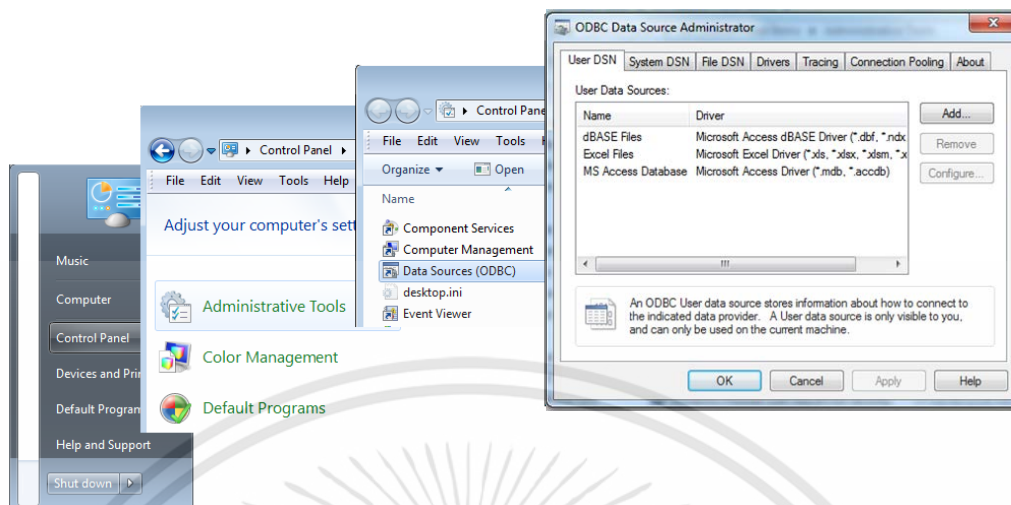 Music
Computer
Control Panel
Devices and Prin
Default Program
Help and Support
Shut down
Control Panel
File Edit View Tools Help
Adjust your computer's sett
Administrative Tools
Color Management
Default Programs
Control Pane
File Edit View Tools H
Organize Open
Name
Component Services
Computer Management
Data Sources (ODBC)
desktop.ini
Event Viewer
ODBC Data Source Administrator
User DSN System DSN File DSN Drivers Tracing Connection Pooling About
User Data Sources:
Name Driver
dBASE Files Microsoft Access dBASE Driver (*.dbf, *.ndx
Excel Files Microsoft Excel Driver (*.xls, *.xlsx, *.xlsm, *.x
MS Access Database Microsoft Access Driver (*.mdb, *.accdb)
Add...
Remove
Configure...
An ODBC User data source stores information about how to connect to
the indicated data provider. A User data source is only visible to you,
and can only be used on the current machine.
OK Cancel Apply Help